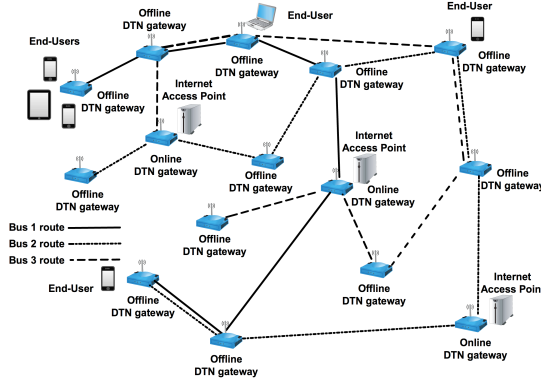 Offline
DTN gateway
End-User
End-User
End-Users
Offline
DTN gateway
Offline
DTN gateway
Offline
DTN gateway
Offline
DTN gateway
Internet
Access Point
Online
DTN gateway
Offline
DTN gateway
Internet
Access Point
Offline
DTN gateway
Online
DTN gateway
Offline
DTN gateway
Bus 1 route
Bus 2 route
Bus 3 route
Offline
DTN gateway
Offline
DTN gateway
End-User
Offline
DTN gateway
Internet
Access Point
Online
DTN gateway
Offline
DTN gateway